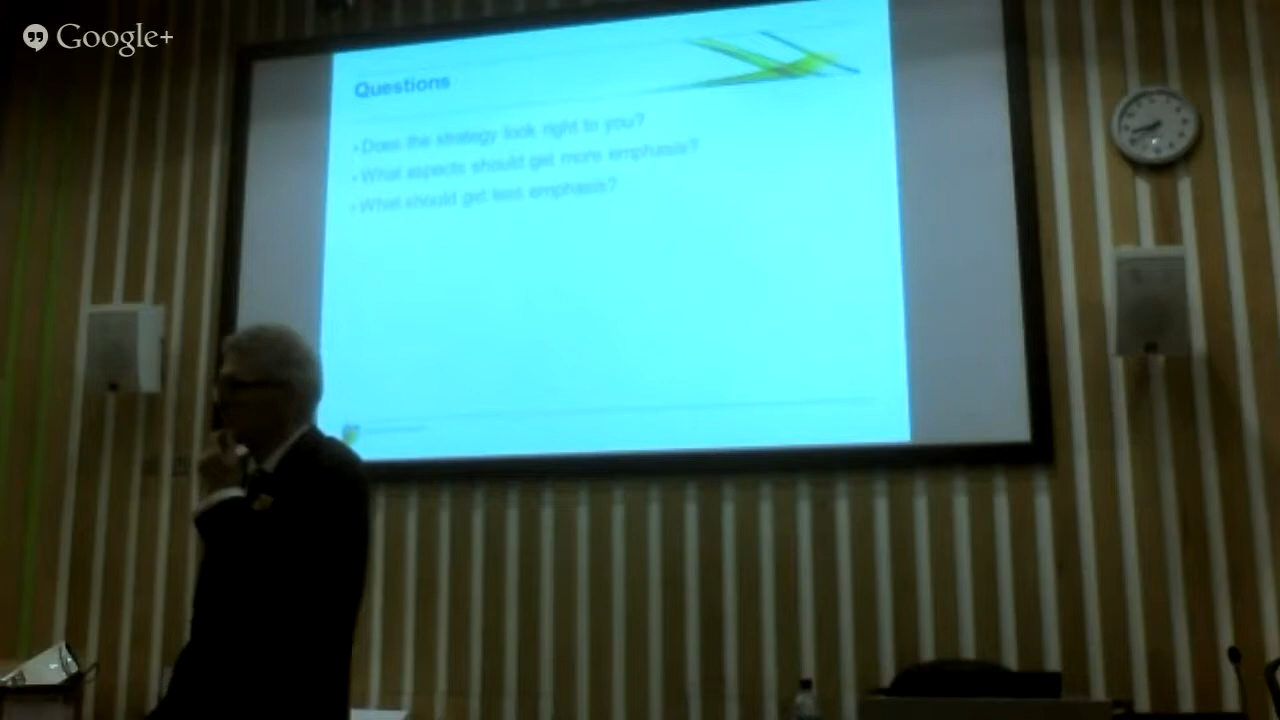 Google+
Questions
• Does the strategy look right to you?
• What aspects should get more emphasis?
• What should get less emphasis?